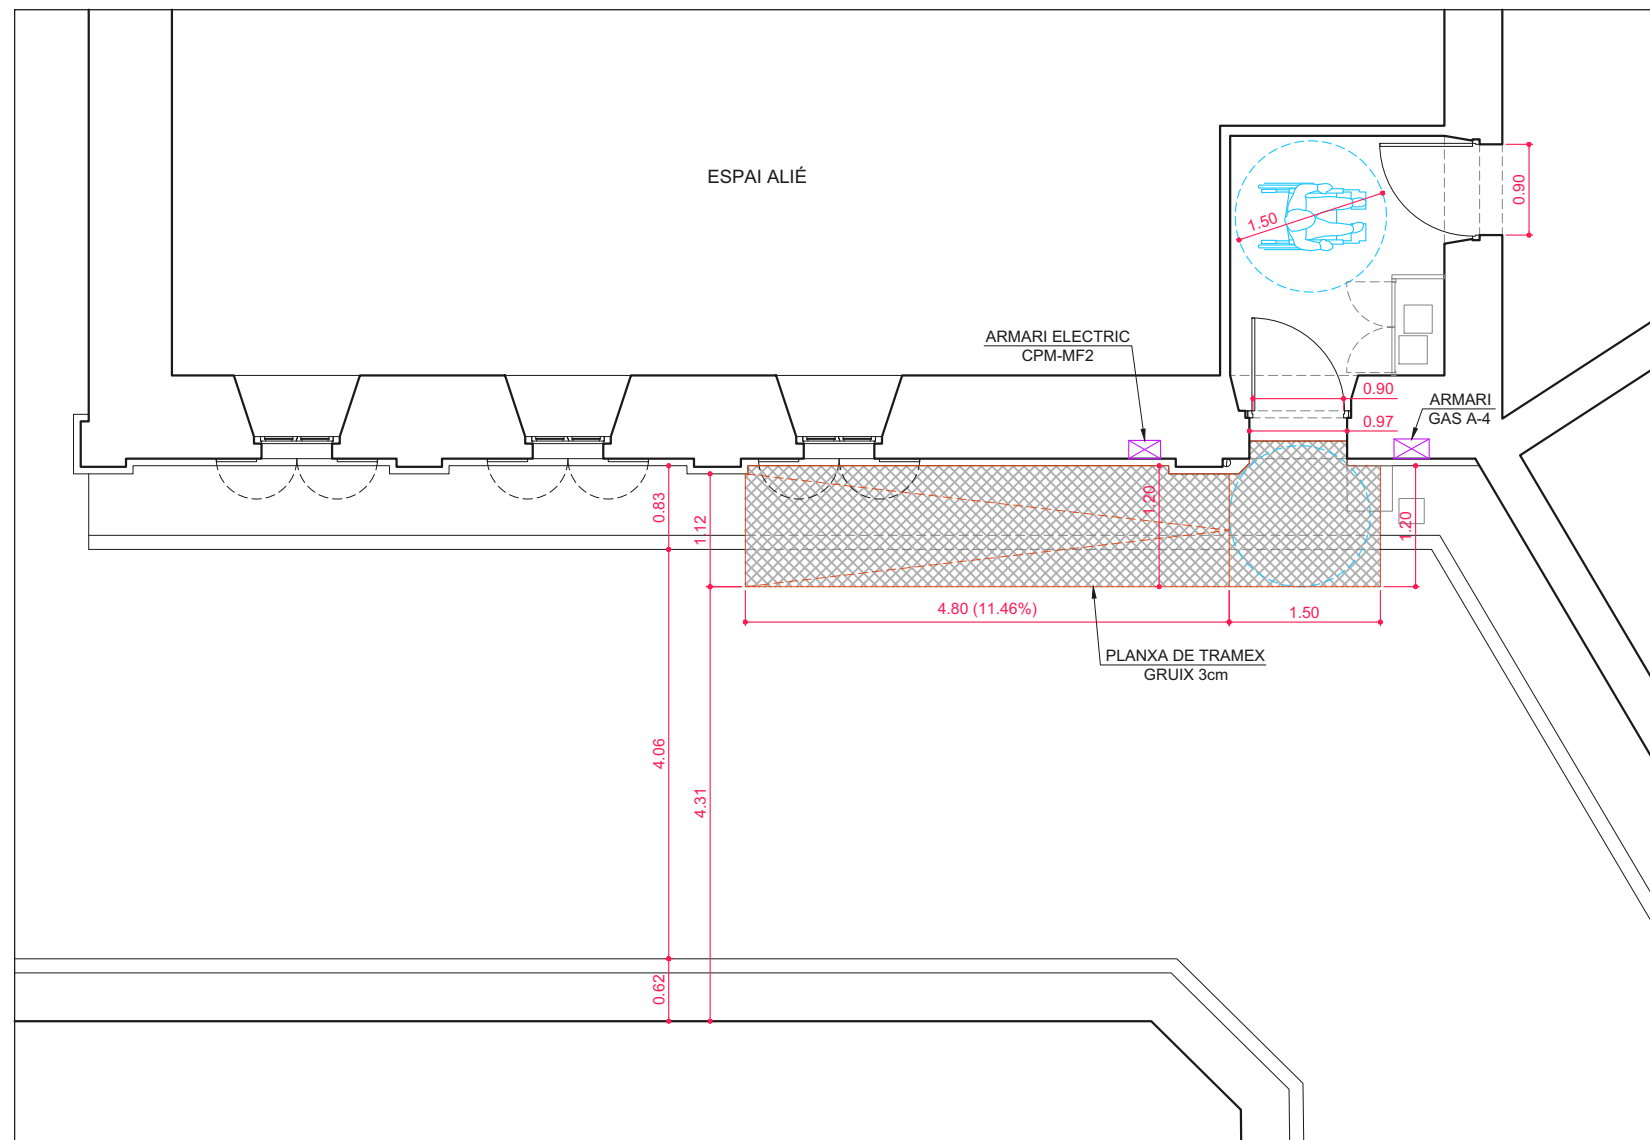 ESPAI ALIÉ
1.50
0.90
ARMARI ELECTRIC
CPM-MF2
0.90
0.97
ARMARI
GAS A-4
0.83
1.12
1.20
1.20
4.80 (11.46%)
1.50
PLANXA DE TRAMEX
GRUIX 3cm
4.06
4.31
0.62